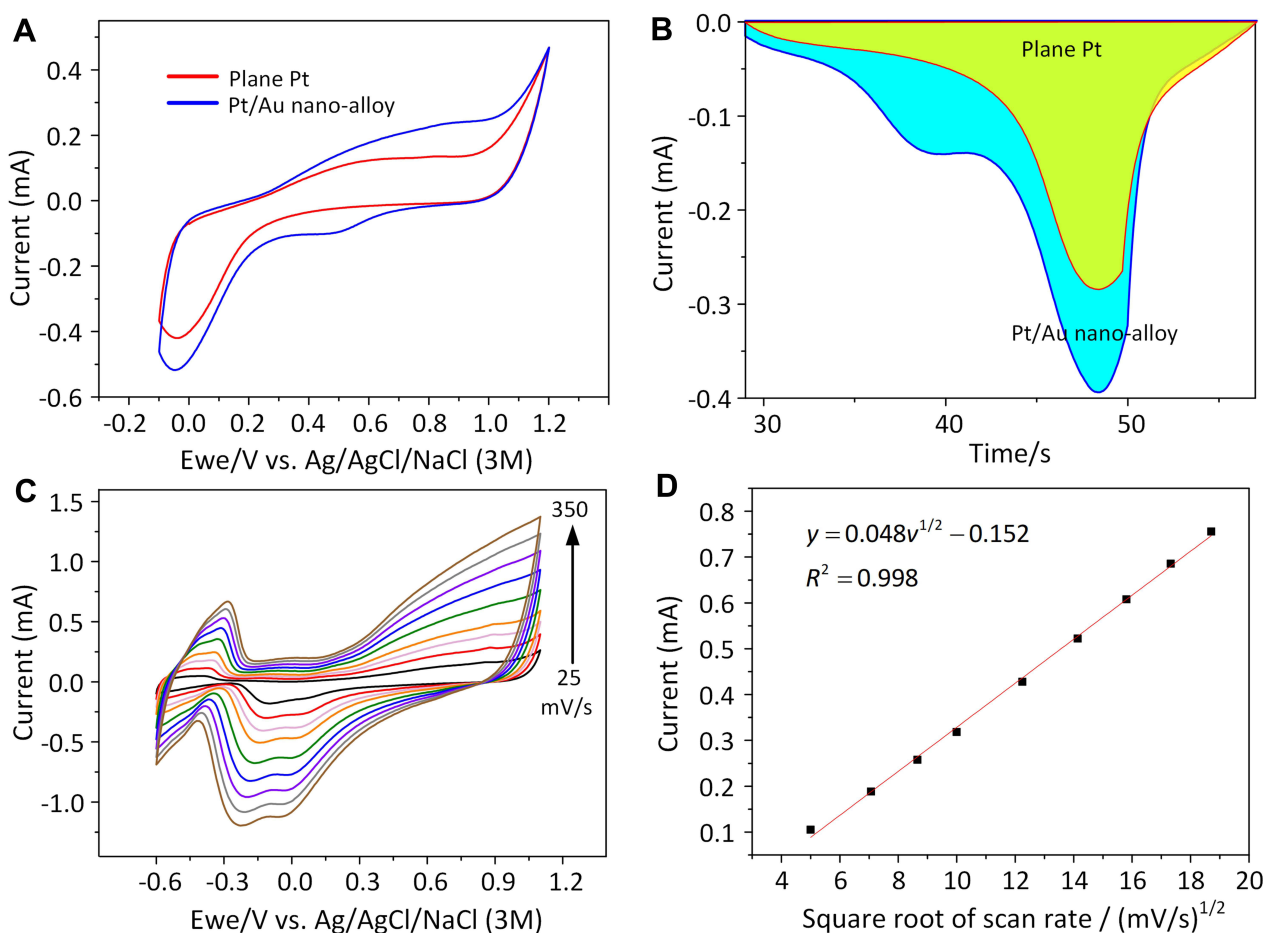 A
0.4
0.2
0.0
-0.2
-0.4
-0.6
Current (mA)
Plane Pt
Pt/Au nano-alloy
-0.2 0.0 0.2 0.4 0.6 0.8 1.0 1.2
Ewe/V vs. Ag/AgCl/NaCl (3M)
B
0.0
-0.1
-0.2
-0.3
-0.4
Current (mA)
Plane Pt
Pt/Au nano-alloy
30 40 50
Time/s
C
1.5
1.0
0.5
0.0
-0.5
-1.0
Current (mA)
350
25
mV/s
-0.6 -0.3 0.0 0.3 0.6 0.9 1.2
Ewe/V vs. Ag/AgCl/NaCl (3M)
D
0.8
0.7
0.6
0.5
0.4
0.3
0.2
0.1
Current (mA)
y = 0.048v^{1/2} − 0.152
R² = 0.998
4 6 8 10 12 14 16 18 20
Square root of scan rate / (mV/s)^{1/2}